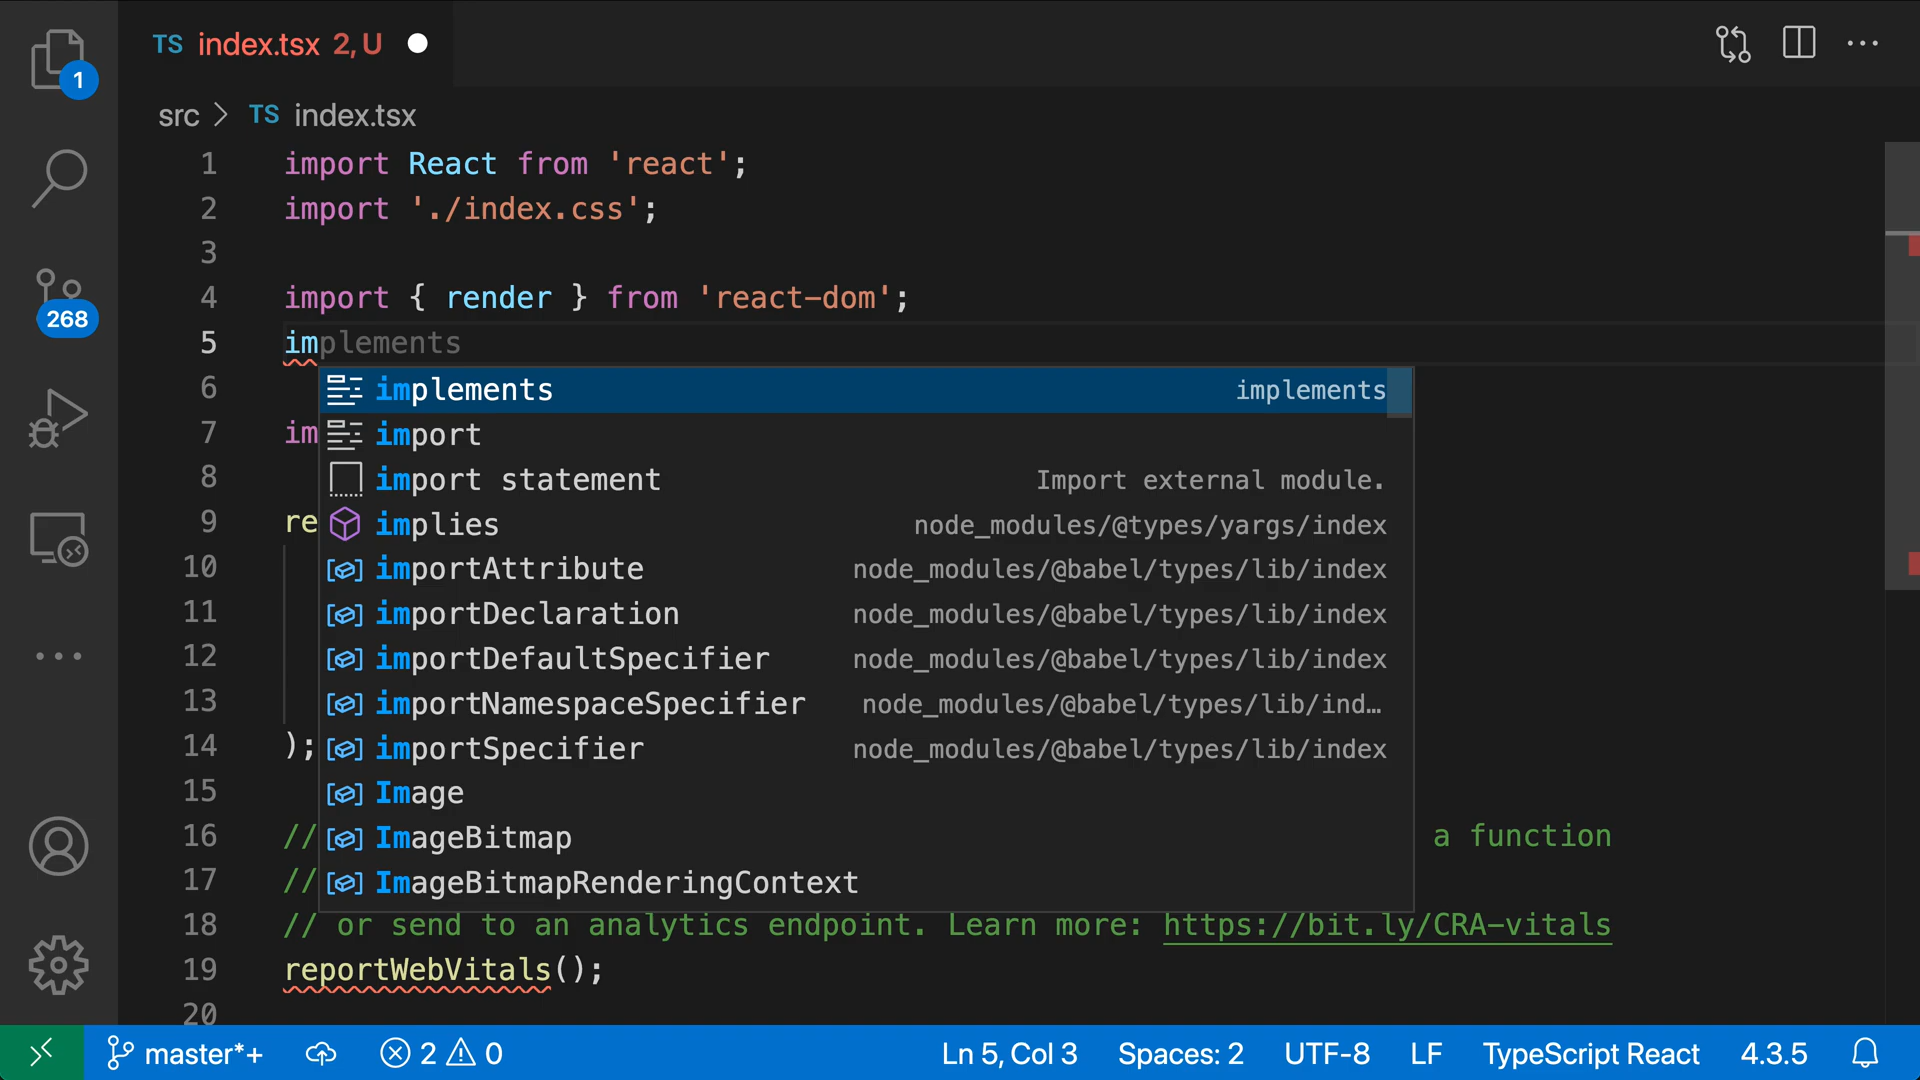 TS index.tsx 2, U
1
src > TS index.tsx
1 import React from 'react';
2 import './index.css';
3
4 import { render } from 'react-dom';
5 implements
6 implements implements
import
7 im
8 import statement Import external module.
9 re implies node_modules/@types/yargs/index
10 importAttribute node_modules/@babel/types/lib/index
11 importDeclaration node_modules/@babel/types/lib/index
12 importDefaultSpecifier node_modules/@babel/types/lib/index
13 importNamespaceSpecifier node_modules/@babel/types/lib/ind…
14 ); importSpecifier node_modules/@babel/types/lib/index
15 Image
16 // ImageBitmap a function
17 // ImageBitmapRenderingContext
18 // or send to an analytics endpoint. Learn more: https://bit.ly/CRA-vitals
19 reportWebVitals();
20
268
master*+ 2 0 Ln 5, Col 3 Spaces: 2 UTF-8 LF TypeScript React 4.3.5